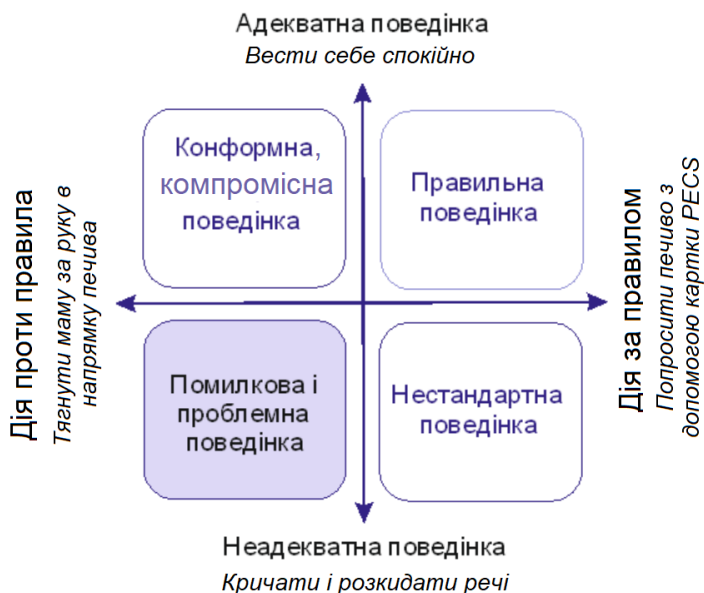 Адекватна поведінка
Вести себе спокійно
Конформна,
компромісна
поведінка
Правильна
поведінка
Дія проти правила
Тягнути маму за руку в
напрямку печива
Дія за правилом
Попросити печиво з
допомогою картки PECS
Помилкова і
проблемна
поведінка
Нестандартна
поведінка
Неадекватна поведінка
Кричати і розкидати речі